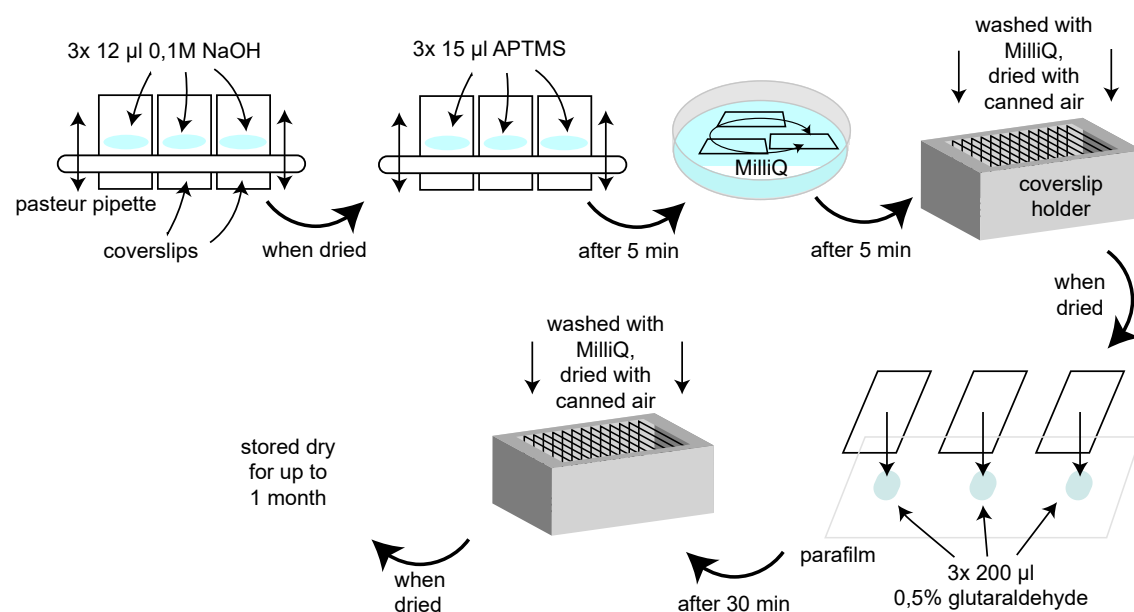 3x 12 µl 0,1M NaOH
pasteur pipette
coverslips
when dried
3x 15 µl APTMS
after 5 min
MilliQ
after 5 min
washed with
MilliQ,
dried with
canned air
coverslip
holder
when
dried
parafilm
3x 200 µl
0,5% glutaraldehyde
after 30 min
washed with
MilliQ,
dried with
canned air
when
dried
stored dry
for up to
1 month